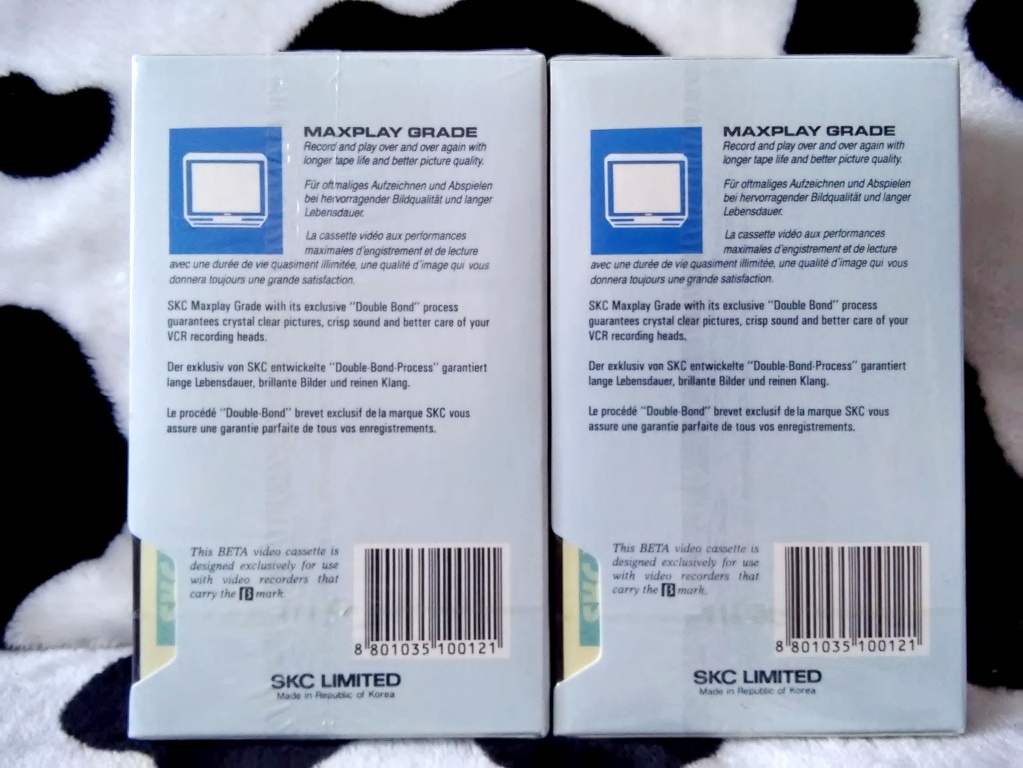 MAXPLAY GRADE
Record and play over and over again with
longer tape life and better picture quality.
Für oftmaliges Aufzeichnen und Abspielen
bei hervorragender Bildqualität und langer
Lebensdauer.
La cassette vidéo aux performances
maximales d'engistrement et de lecture
avec une durée de vie quasiment illimitée, une qualité d'image qui vous
donnera toujours une grande satisfaction.
SKC Maxplay Grade with its exclusive "Double Bond" process
guarantees crystal clear pictures, crisp sound and better care of your
VCR recording heads.
Der exklusiv von SKC entwickelte "Double-Bond-Process" garantiert
lange Lebensdauer, brillante Bilder und reinen Klang.
Le procédé "Double-Bond" brevet exclusif de la marque SKC vous
assure une garantie parfaite de tous vos enregistrements.
SKC
This BETA video cassette is
designed exclusively for use
with video recorders that
carry the β mark.
8 801035 100121
SKC LIMITED
Made in Republic of Korea
MAXPLAY GRADE
Record and play over and over again with
longer tape life and better picture quality.
Für oftmaliges Aufzeichnen und Abspielen
bei hervorragender Bildqualität und langer
Lebensdauer.
La cassette vidéo aux performances
maximales d'engistrement et de lecture
avec une durée de vie quasiment illimitée, une qualité d'image qui vous
donnera toujours une grande satisfaction.
SKC Maxplay Grade with its exclusive "Double Bond" process
guarantees crystal clear pictures, crisp sound and better care of your
VCR recording heads.
Der exklusiv von SKC entwickelte "Double-Bond-Process" garantiert
lange Lebensdauer, brillante Bilder und reinen Klang.
Le procédé "Double-Bond" brevet exclusif de la marque SKC vous
assure une garantie parfaite de tous vos enregistrements.
SKC
This BETA video cassette is
designed exclusively for use
with video recorders that
carry the β mark.
8 801035 100121
SKC LIMITED
Made in Republic of Korea